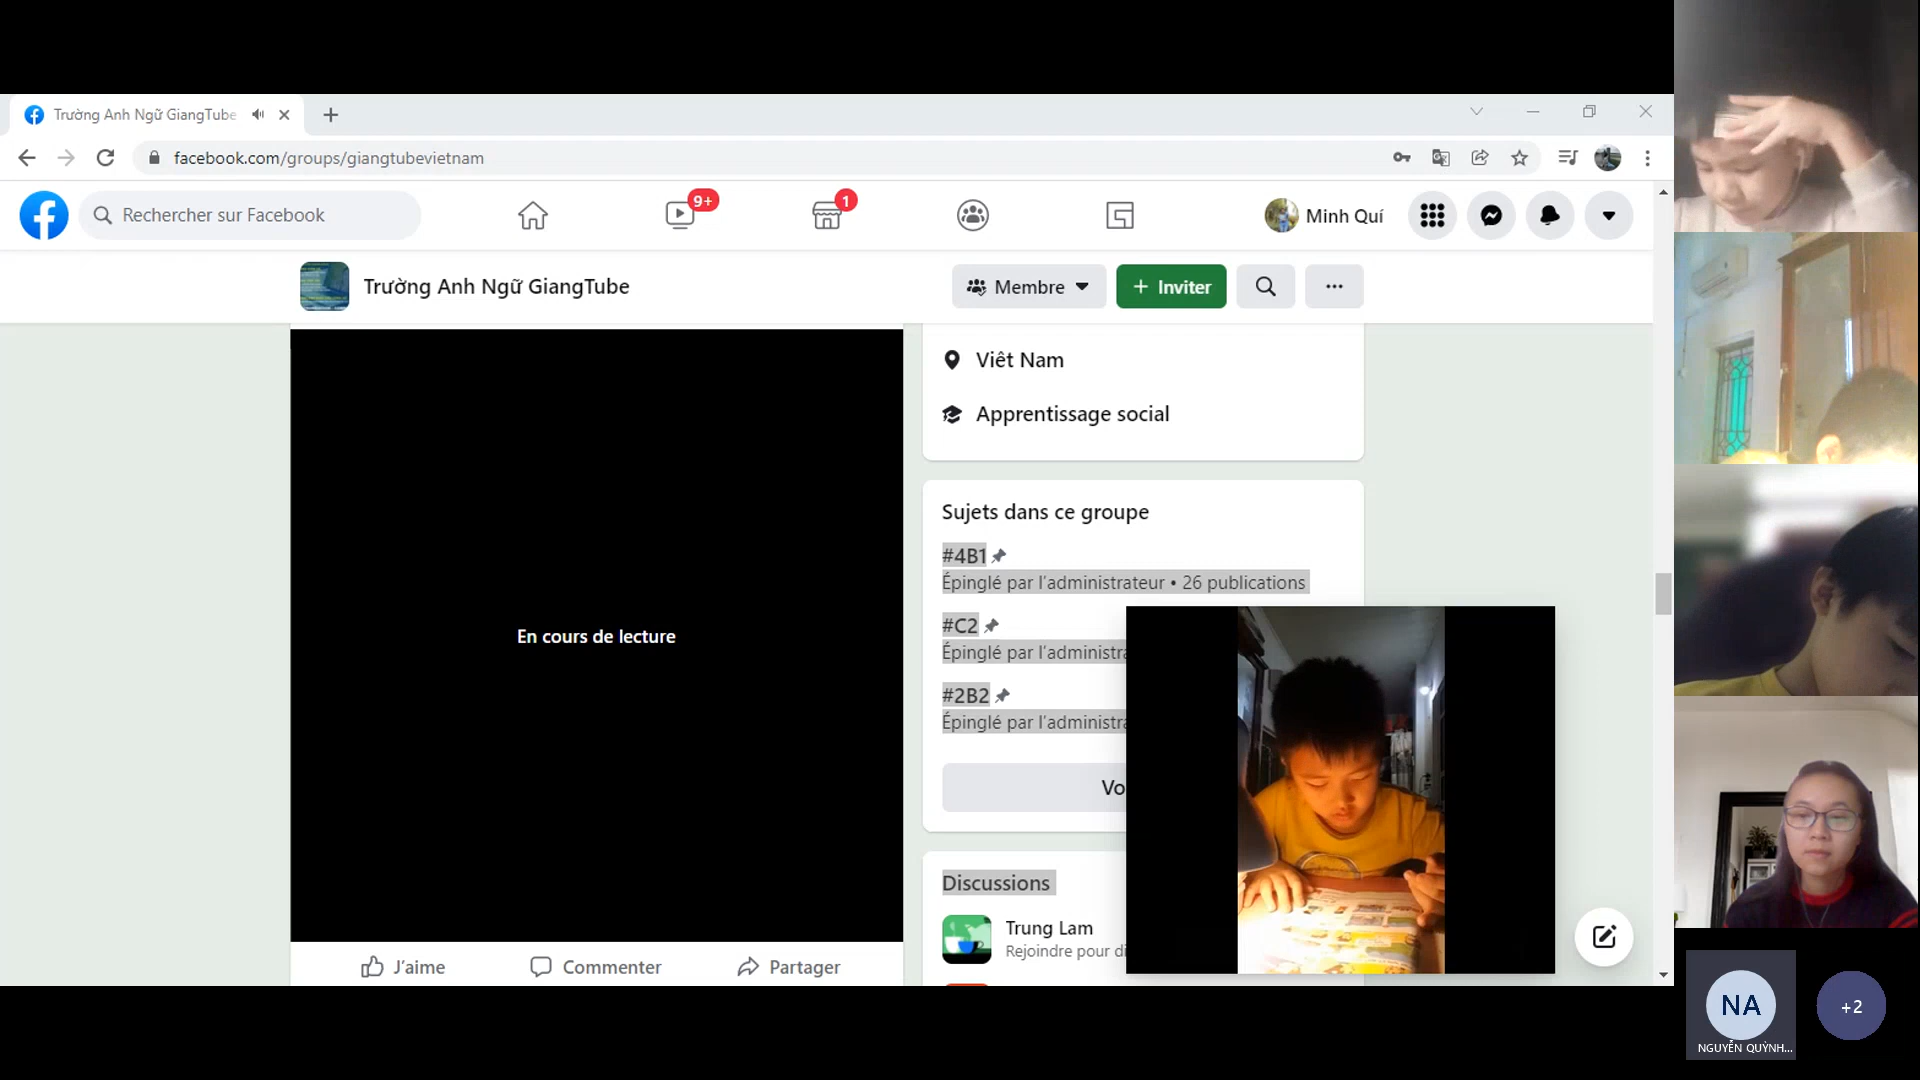 Trường Anh Ngữ GiangTube
facebook.com/groups/giangtubevietnam
Rechercher sur Facebook
9+
1
Minh Quí
Trường Anh Ngữ GiangTube
Membre
+ Inviter
En cours de lecture
J’aime
Commenter
Partager
Viêt Nam
Apprentissage social
Sujets dans ce groupe
#4B1
Épinglé par l’administrateur • 26 publications
#C2
Épinglé par l’administra
#2B2
Épinglé par l’administra
Vo
Discussions
Trung Lam
Rejoindre pour di
NA
NGUYỄN QUỲNH...
+2